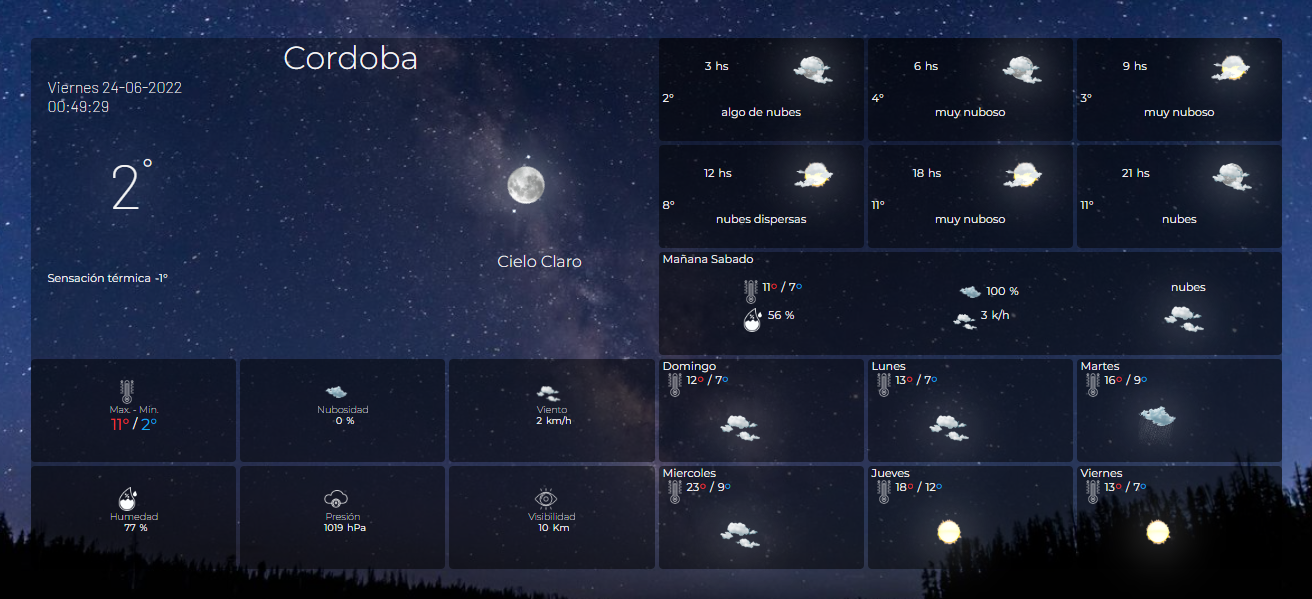 Cordoba
Viernes 24-06-2022
00:49:29
2°
Cielo Claro
Sensación térmica -1°
3 hs
2°
algo de nubes
6 hs
4°
muy nuboso
9 hs
3°
muy nuboso
12 hs
8°
nubes dispersas
18 hs
11°
muy nuboso
21 hs
11°
nubes
Mañana Sabado
11° / 7°
56 %
100 %
3 k/h
nubes
Max. - Min.
11° / 2°
Nubosidad
0 %
Viento
2 km/h
Humedad
77 %
Presión
1019 hPa
Visibilidad
10 Km
Domingo
12° / 7°
Lunes
13° / 7°
Martes
16° / 9°
Miercoles
23° / 9°
Jueves
18° / 12°
Viernes
13° / 7°